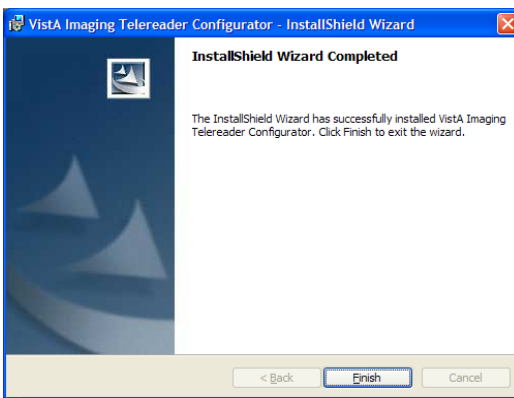 VistA Imaging Telereader Configurator - InstallShield Wizard
InstallShield Wizard Completed
The InstallShield Wizard has successfully installed VistA Imaging
Telereader Configurator. Click Finish to exit the wizard.
< Back
Finish
Cancel